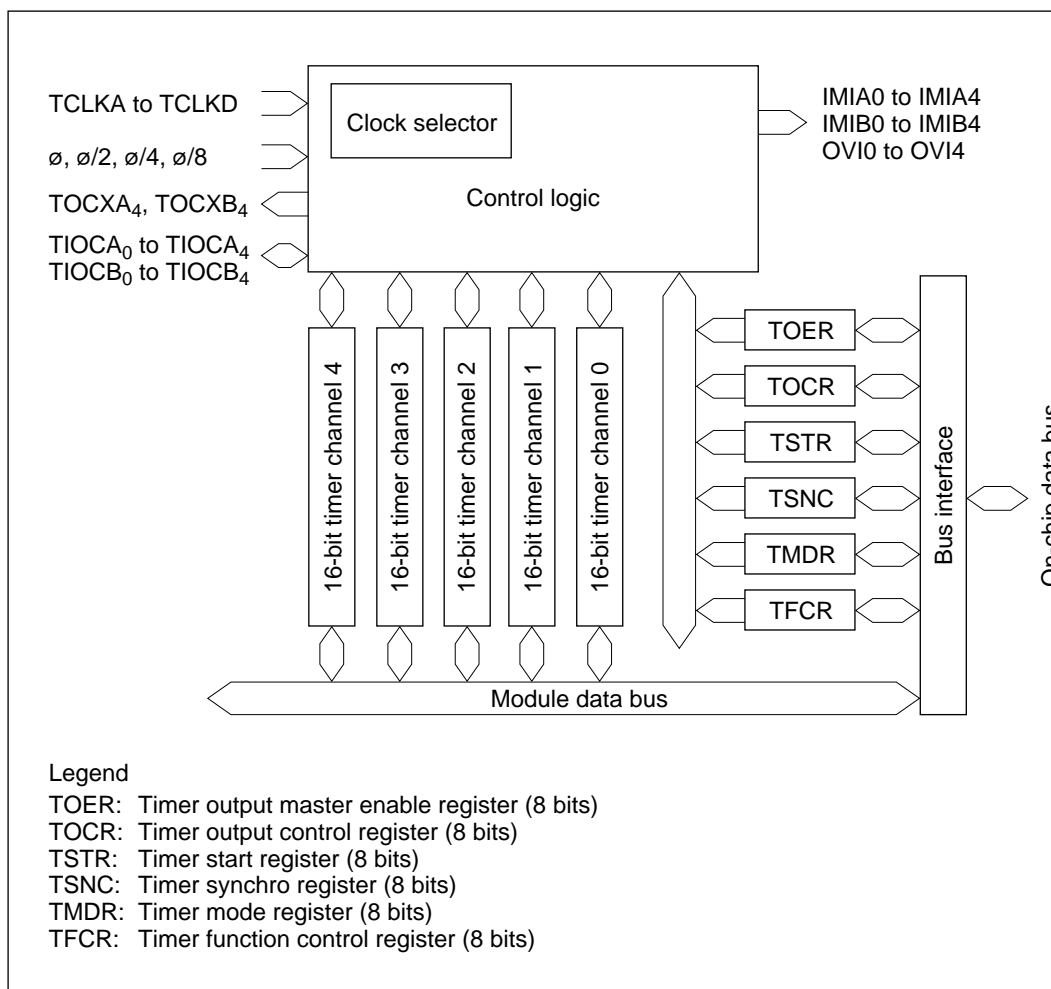 TCLKA to TCLKD
ø, ø/2, ø/4, ø/8
TOCXA4, TOCXB4
TIOCA0 to TIOCA4
TIOCB0 to TIOCB4
Clock selector
Control logic
IMIA0 to IMIA4
IMIB0 to IMIB4
OVI0 to OVI4
16-bit timer channel 4
16-bit timer channel 3
16-bit timer channel 2
16-bit timer channel 1
16-bit timer channel 0
TOER
TOCR
TSTR
TSNC
TMDR
TFCR
Bus interface
On-chip data bus
Module data bus
Legend
TOER: Timer output master enable register (8 bits)
TOCR: Timer output control register (8 bits)
TSTR: Timer start register (8 bits)
TSNC: Timer synchro register (8 bits)
TMDR: Timer mode register (8 bits)
TFCR: Timer function control register (8 bits)